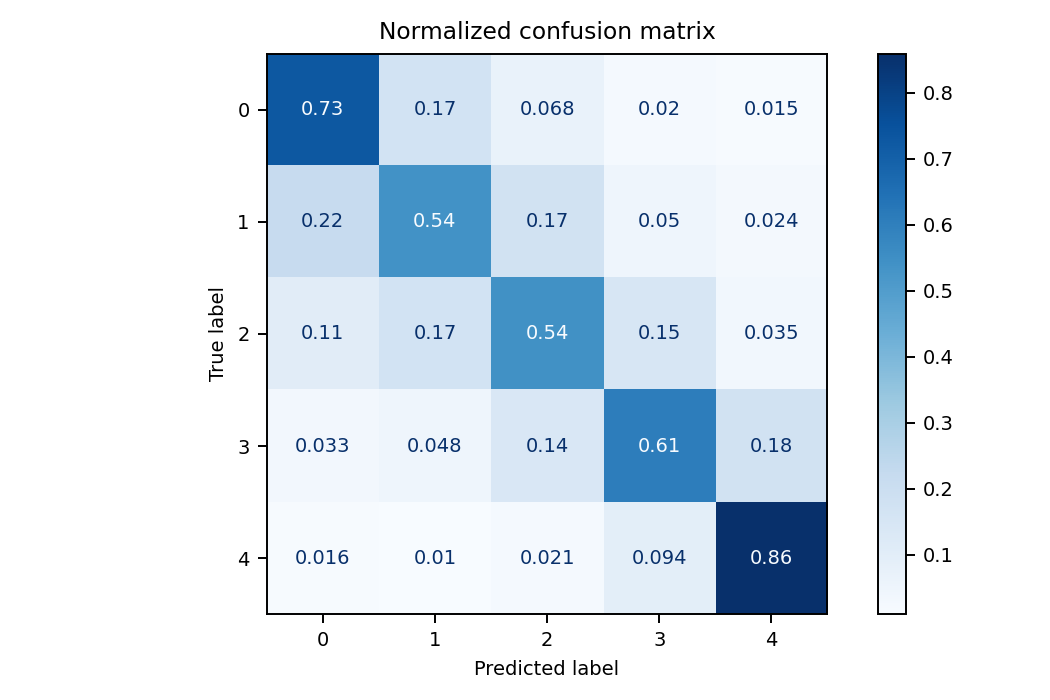 Normalized confusion matrix
0 0.73 0.17 0.068 0.02 0.015
1 0.22 0.54 0.17 0.05 0.024
2 0.11 0.17 0.54 0.15 0.035
3 0.033 0.048 0.14 0.61 0.18
4 0.016 0.01 0.021 0.094 0.86
0 1 2 3 4
Predicted label
True label
0.8
0.7
0.6
0.5
0.4
0.3
0.2
0.1